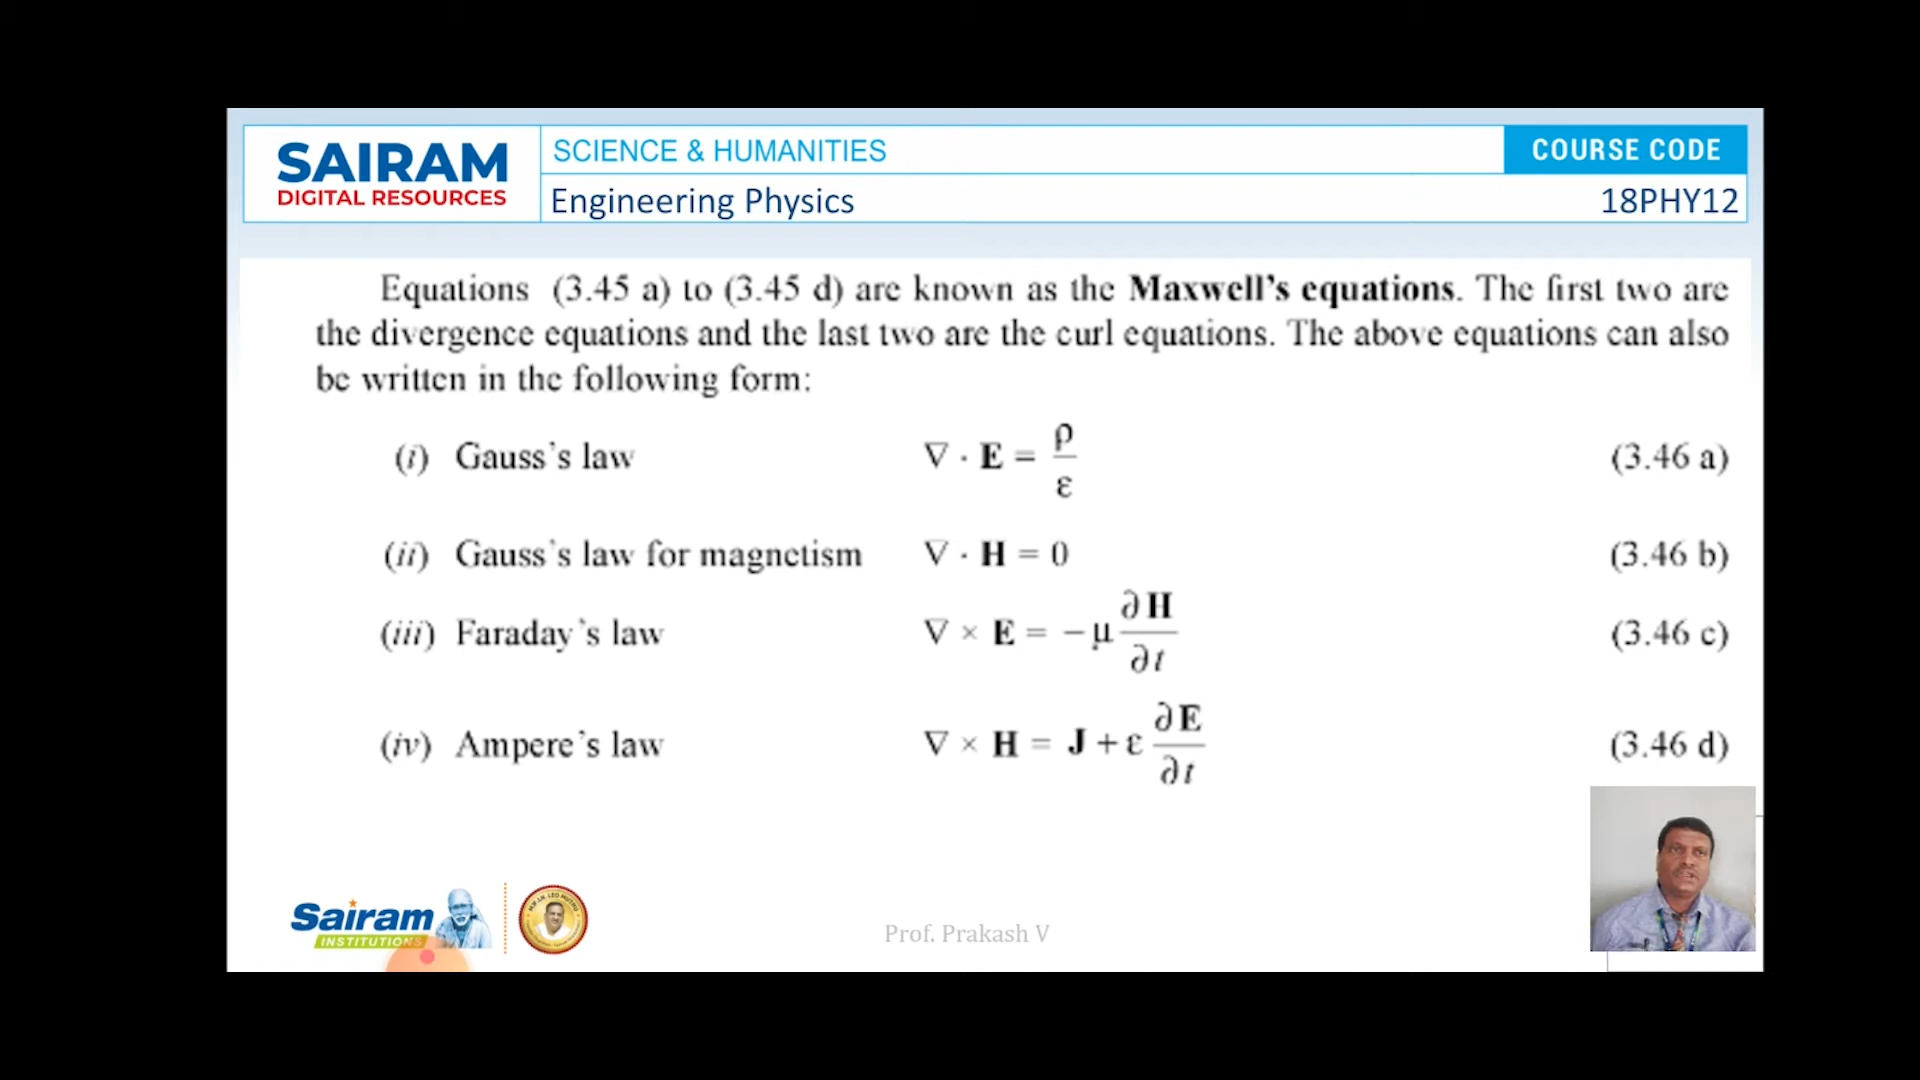 SAIRAM
DIGITAL RESOURCES
SCIENCE & HUMANITIES
COURSE CODE
Engineering Physics
18PHY12
Equations (3.45 a) to (3.45 d) are known as the Maxwell's equations. The first two are
the divergence equations and the last two are the curl equations. The above equations can also
be written in the following form:
(i) Gauss's law ∇ · E = ρ/ε (3.46 a)
(ii) Gauss's law for magnetism ∇ · H = 0 (3.46 b)
(iii) Faraday's law ∇ × E = −μ ∂H/∂t (3.46 c)
(iv) Ampere's law ∇ × H = J + ε ∂E/∂t (3.46 d)
Sairam
INSTITUTIONS
Prof. Prakash V